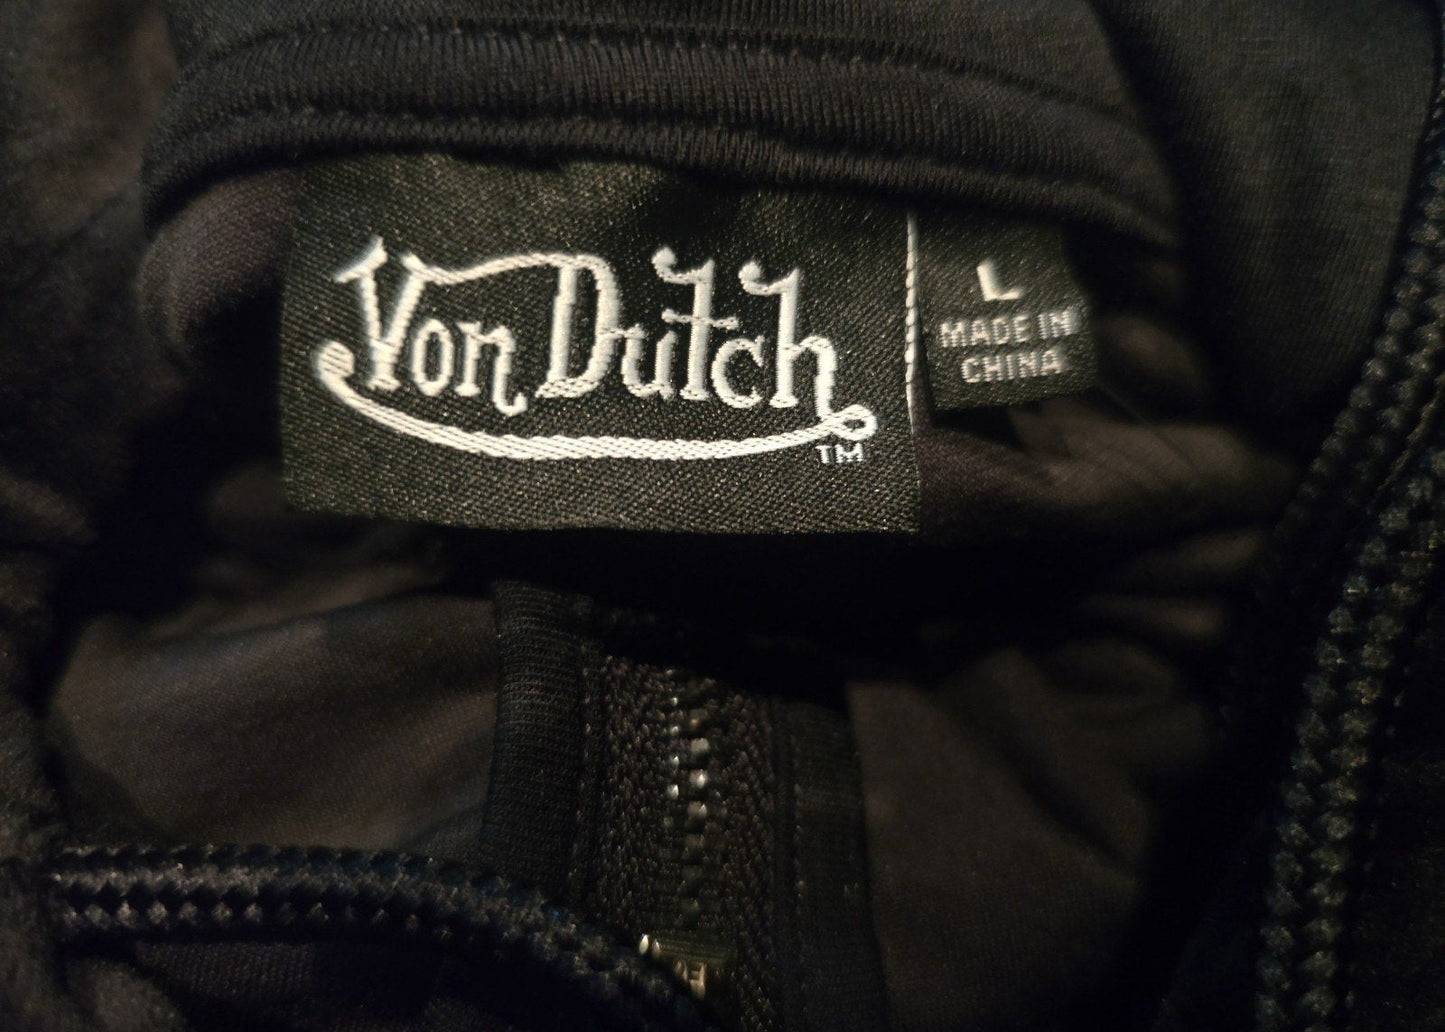 Von Dutch
TM
L
MADE IN
CHINA